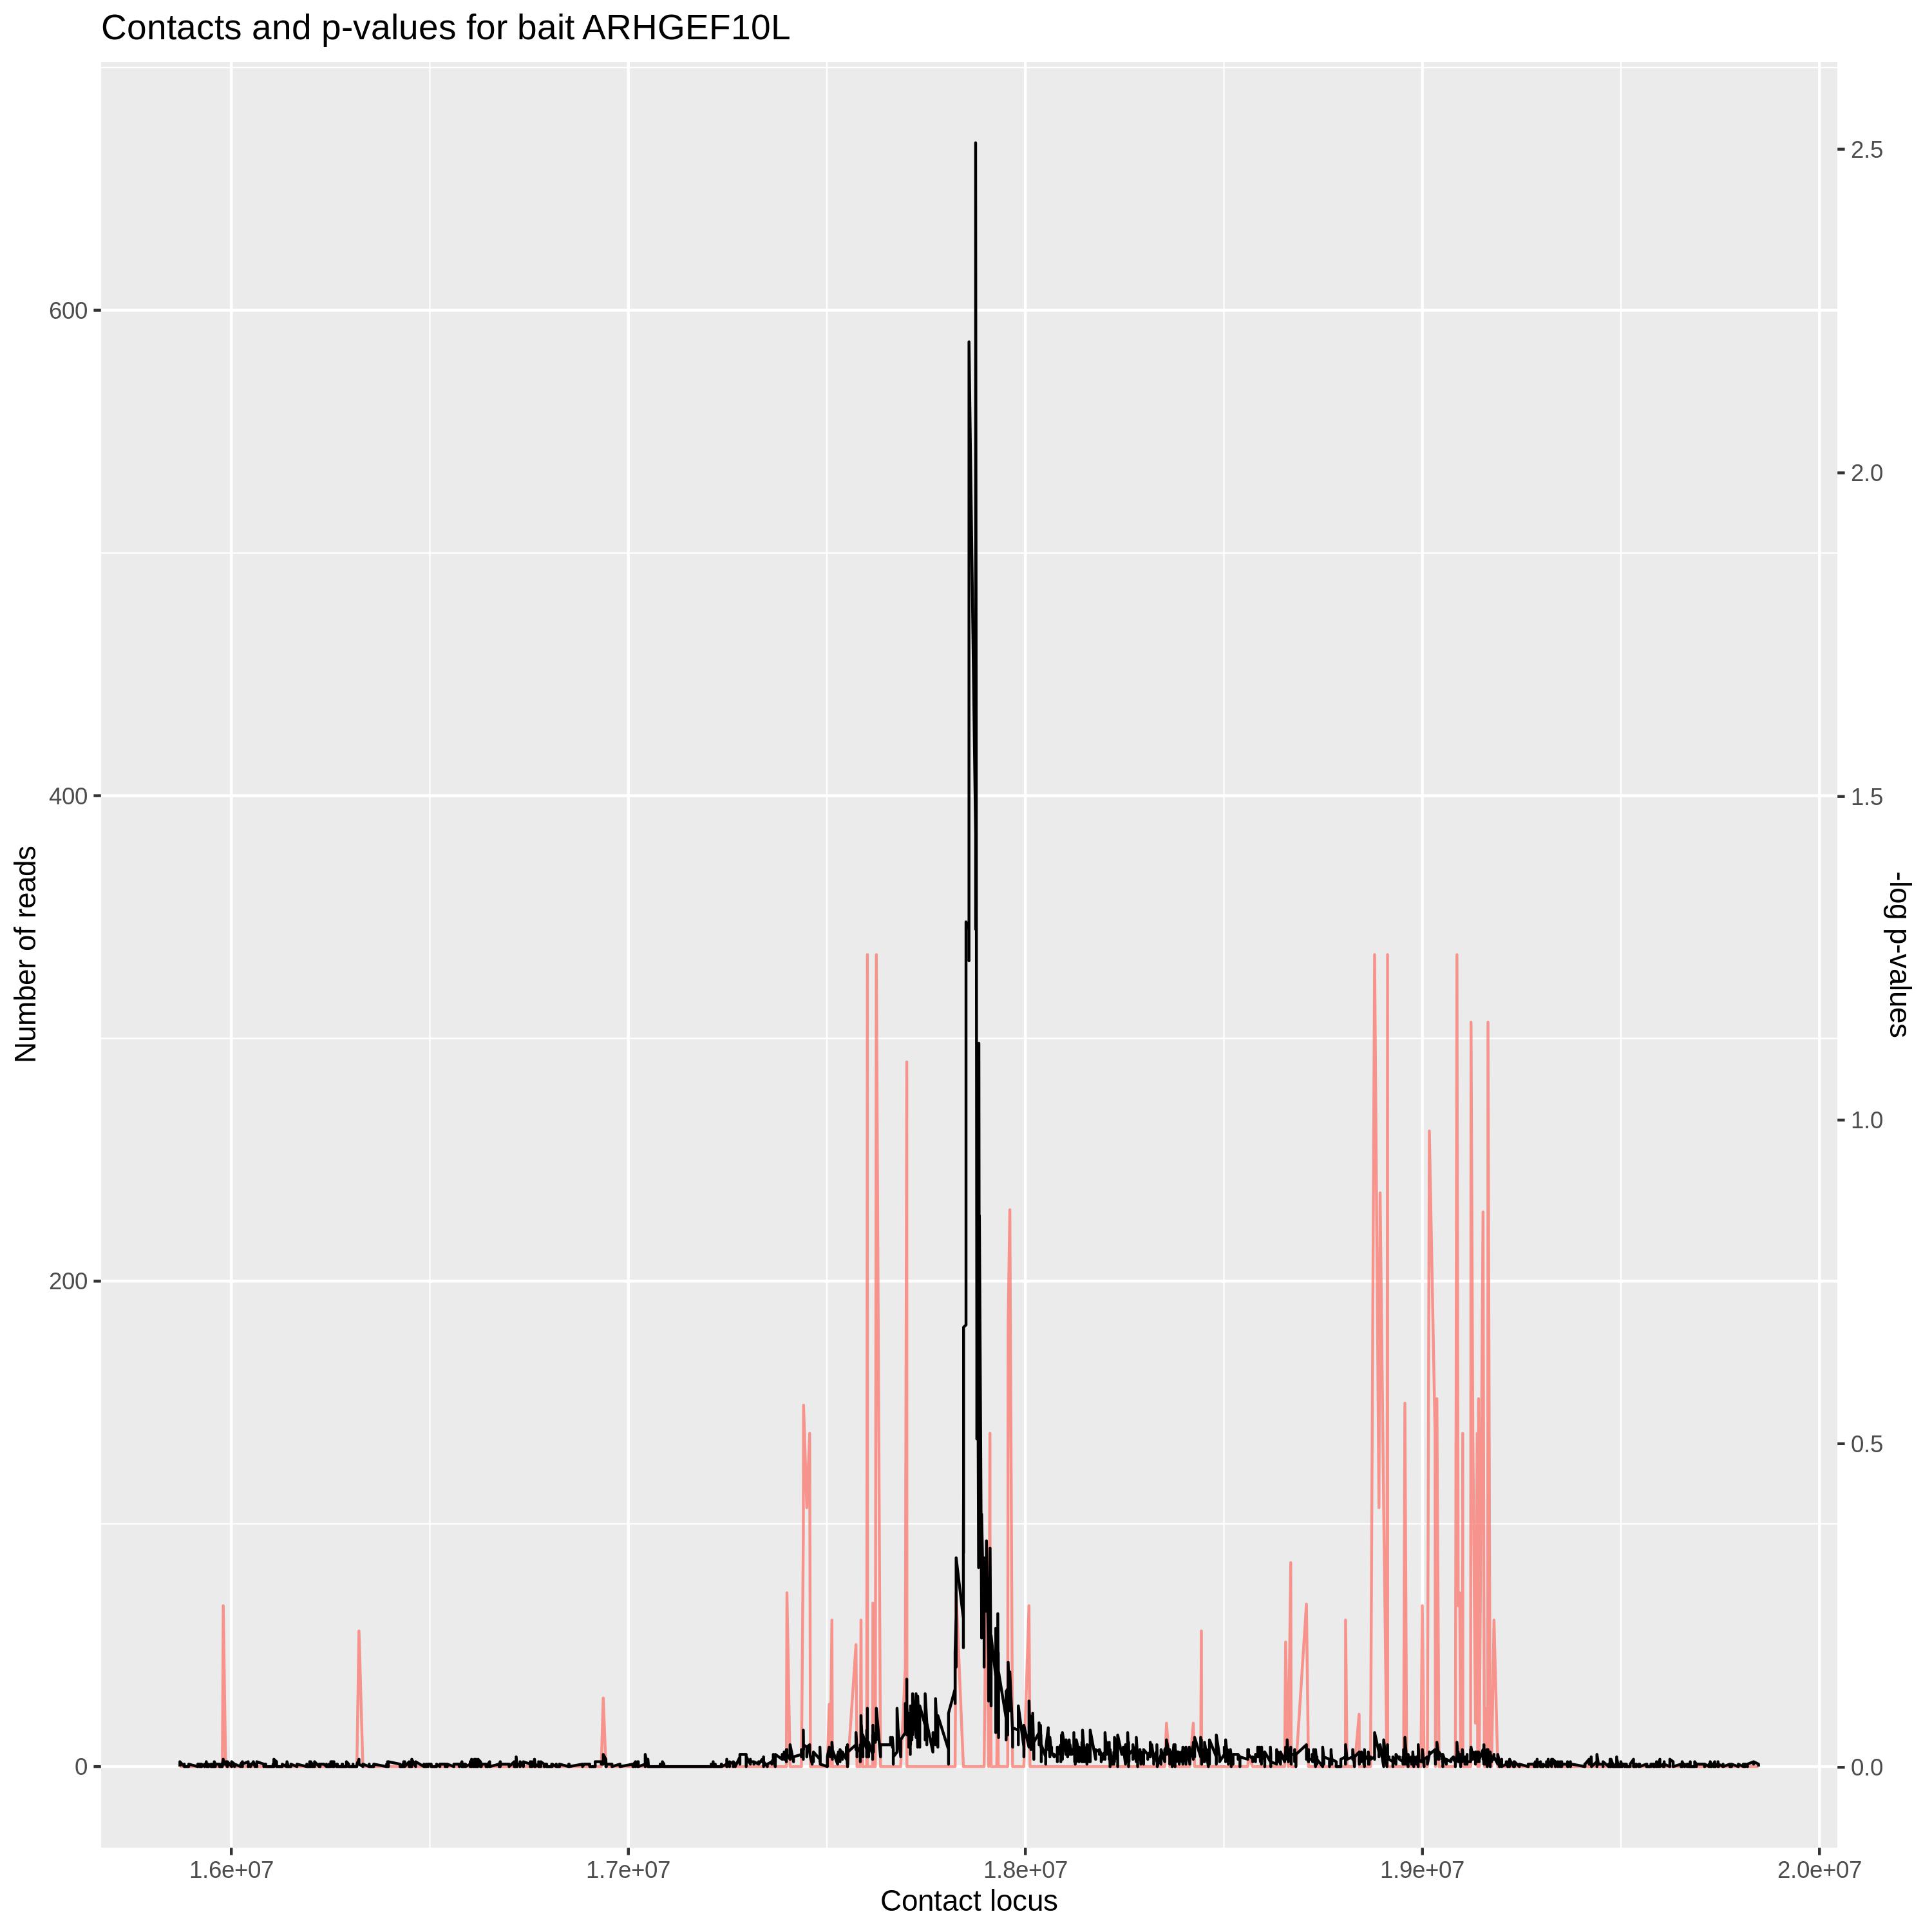 Contacts and p-values for bait ARHGEF10L
Number of reads
600
400
200
0
2.5
2.0
1.5
1.0
0.5
0.0
-log p-values
1.6e+07
1.7e+07
1.8e+07
1.9e+07
2.0e+07
Contact locus